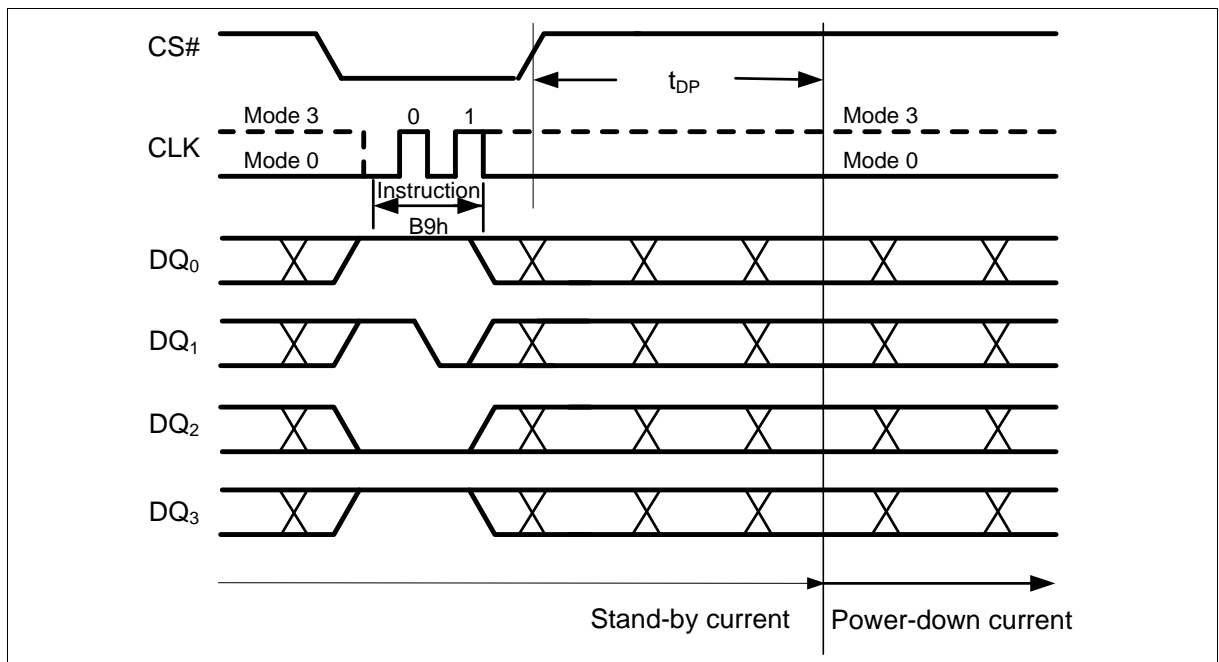 CS#
t_DP
Mode 3 0 1 Mode 3
CLK
Mode 0 Mode 0
Instruction
B9h
DQ₀
DQ₁
DQ₂
DQ₃
Stand-by current Power-down current